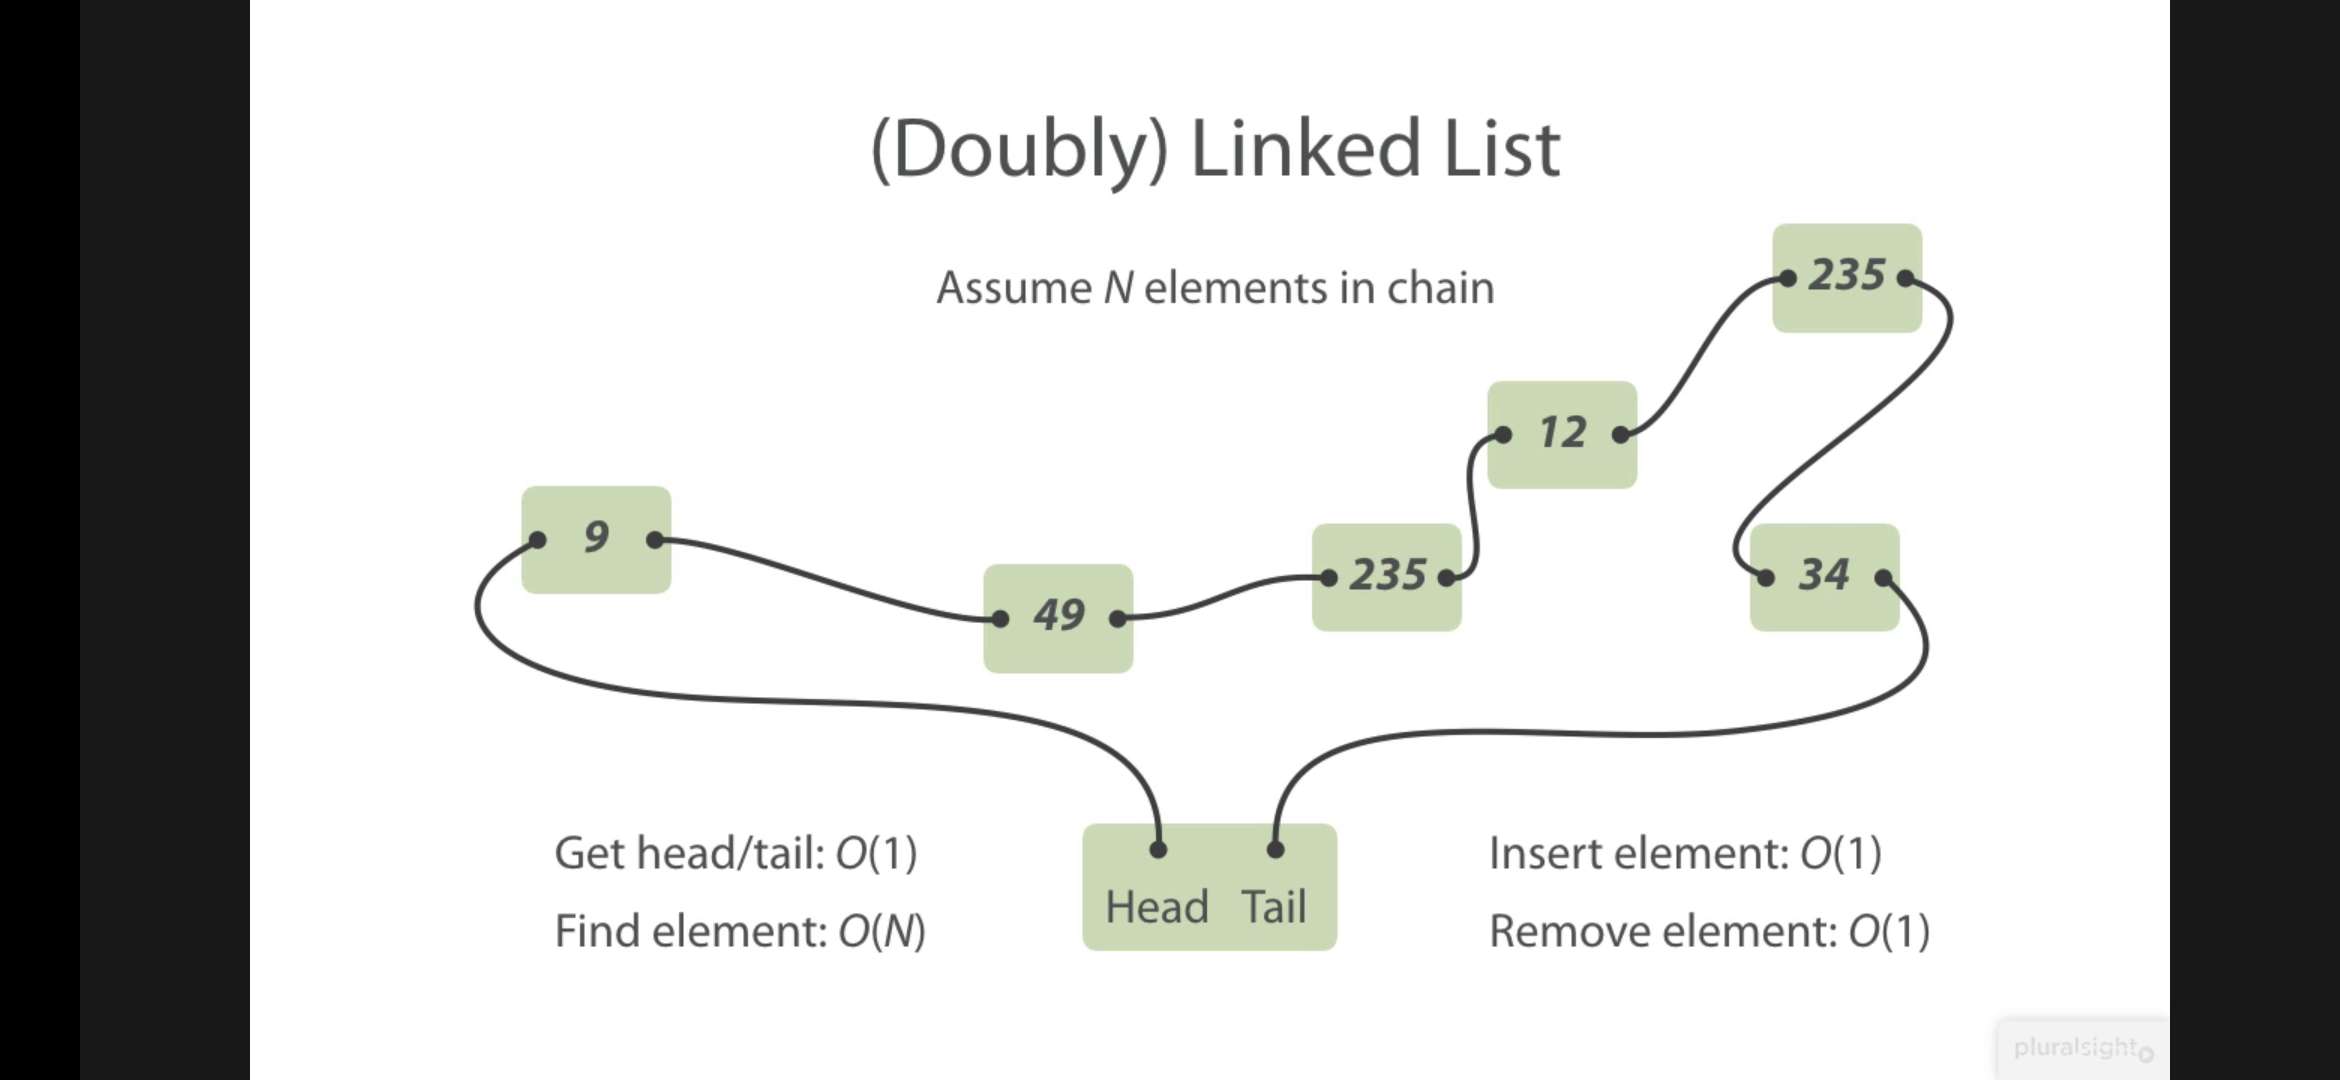 (Doubly) Linked List
Assume N elements in chain
235
12
9
235
34
49
Get head/tail: O(1)
Find element: O(N)
Head Tail
Insert element: O(1)
Remove element: O(1)
pluralsight